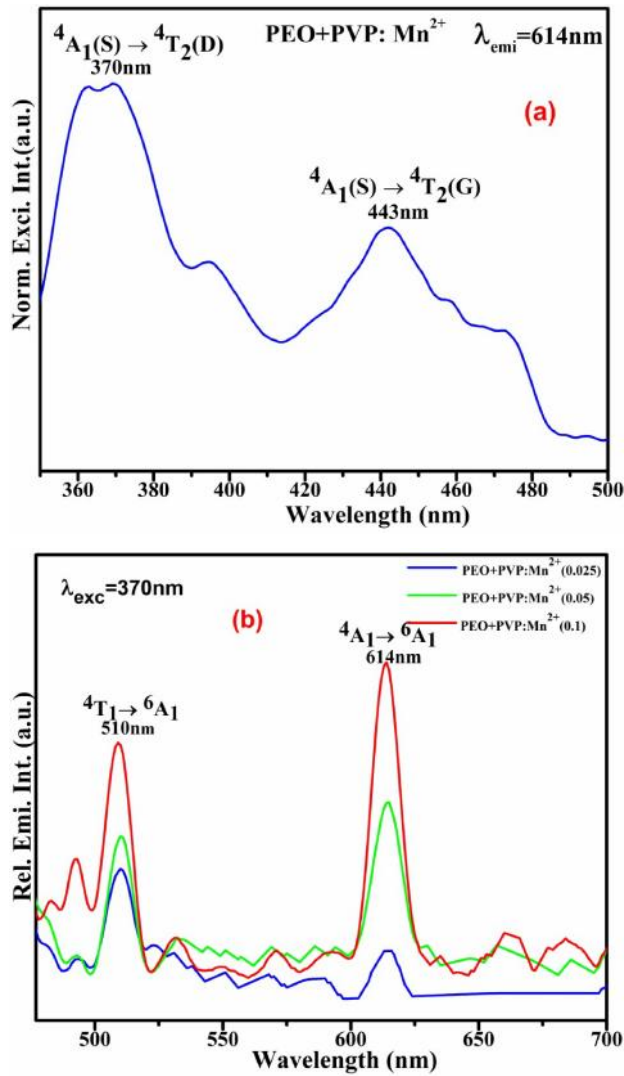 ⁴A₁(S) → ⁴T₂(D)
370nm
PEO+PVP: Mn²⁺ λemi=614nm
(a)
⁴A₁(S) → ⁴T₂(G)
443nm
Norm. Exci. Int.(a.u.)
360 380 400 420 440 460 480 500
Wavelength (nm)
λexc=370nm
(b)
PEO+PVP:Mn²⁺(0.025)
PEO+PVP:Mn²⁺(0.05)
PEO+PVP:Mn²⁺(0.1)
⁴A₁→ ⁶A₁
614nm
⁴T₁→ ⁶A₁
510nm
Rel. Emi. Int. (a.u.)
500 550 600 650 700
Wavelength (nm)